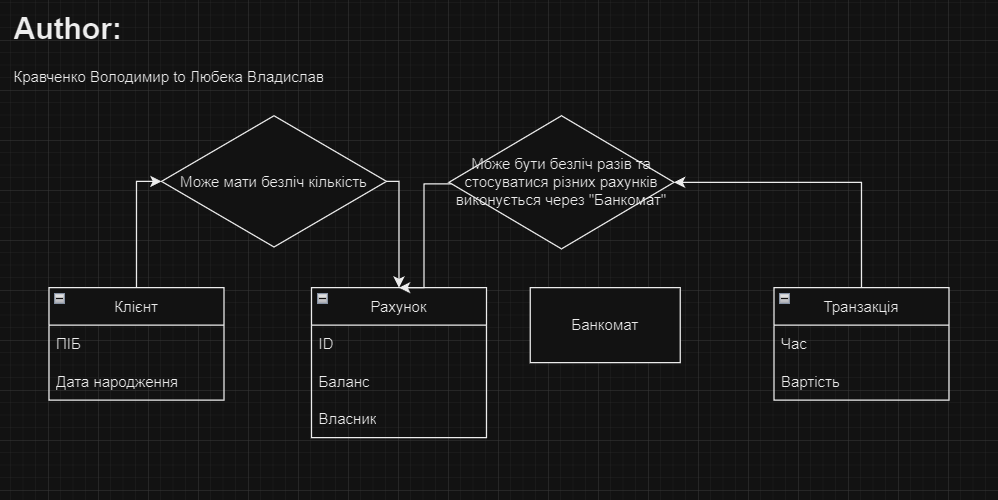 Author:
Кравченко Володимир to Любека Владислав
Може мати безліч кількість
Може бути безліч разів та
стосуватися різних рахунків
виконується через "Банкомат"
Клієнт
ПІБ
Дата народження
Рахунок
ID
Баланс
Власник
Банкомат
Транзакція
Час
Вартість